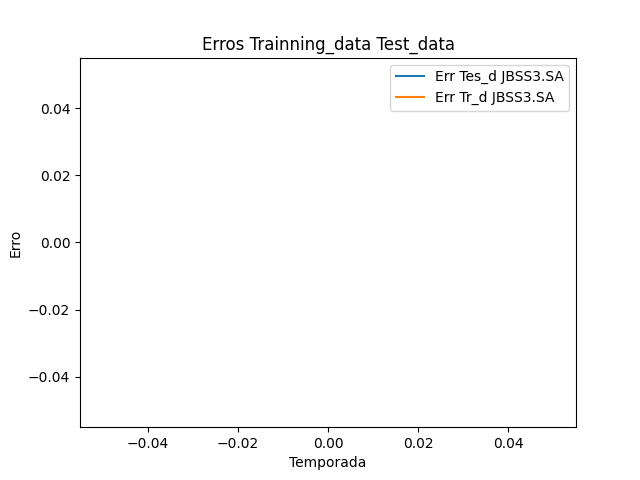 Erros Trainning_data Test_data
Err Tes_d JBSS3.SA
Err Tr_d JBSS3.SA
0.04
0.02
0.00
−0.02
−0.04
Erro
−0.04 −0.02 0.00 0.02 0.04
Temporada